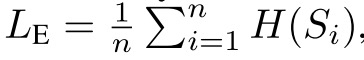 L_E = \frac{1}{n} \sum_{i=1}^{n} H(S_i),